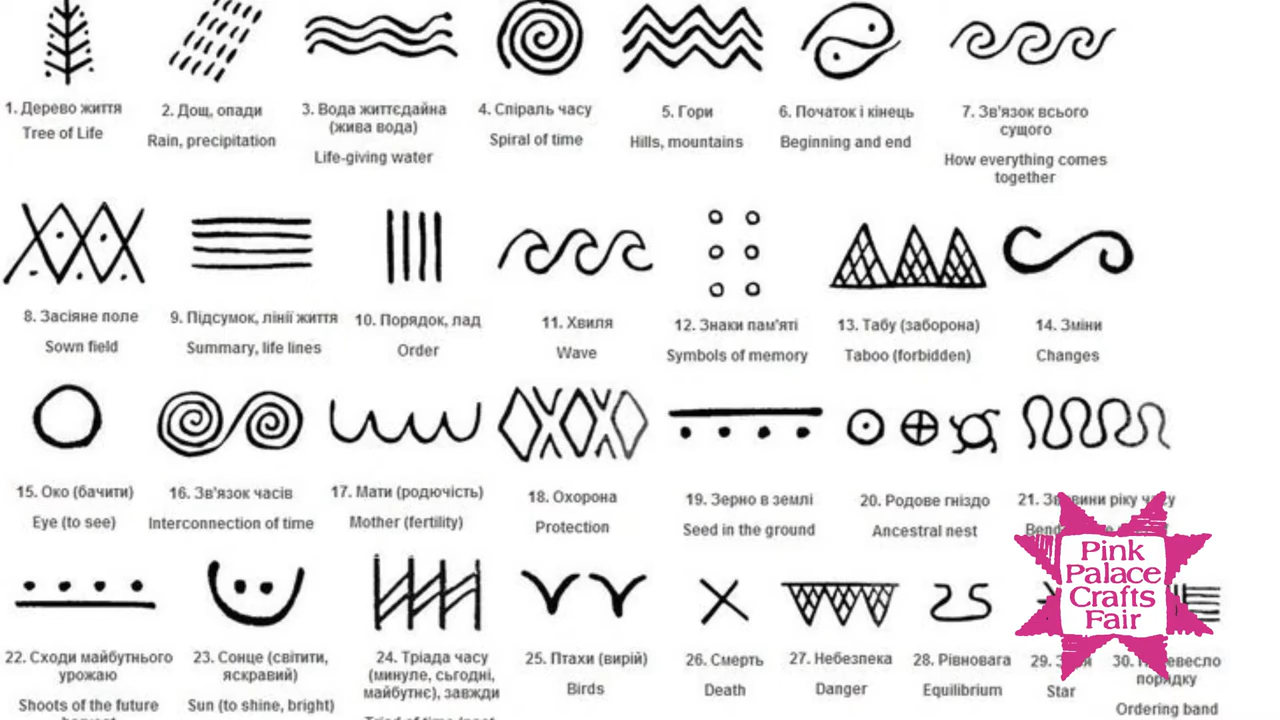 1. Дерево життя
Tree of Life
2. Дощ, опади
Rain, precipitation
3. Вода життєдайна
(жива вода)
Life-giving water
4. Спіраль часу
Spiral of time
5. Гори
Hills, mountains
6. Початок і кінець
Beginning and end
7. Зв'язок всього
сущого
How everything comes
together
8. Засіяне поле
Sown field
9. Підсумок, лінії життя
Summary, life lines
10. Порядок, лад
Order
11. Хвиля
Wave
12. Знаки пам'яті
Symbols of memory
13. Табу (заборона)
Taboo (forbidden)
14. Зміни
Changes
15. Око (бачити)
Eye (to see)
16. Зв'язок часів
Interconnection of time
17. Мати (родючість)
Mother (fertility)
18. Охорона
Protection
19. Зерно в землі
Seed in the ground
20. Родове гніздо
Ancestral nest
21. ріку
22. Сходи майбутнього
урожаю
Shoots of the future
23. Сонце (світити,
яскравий)
Sun (to shine, bright)
24. Тріада часу
(минуле, сьогодні,
майбутнє), завжди
25. Птахи (вирій)
Birds
26. Смерть
Death
27. Небезпека
Danger
28. Рівновага
Equilibrium
29.
Star
30.
порядку
Ordering band
Pink
Palace
Crafts
Fair